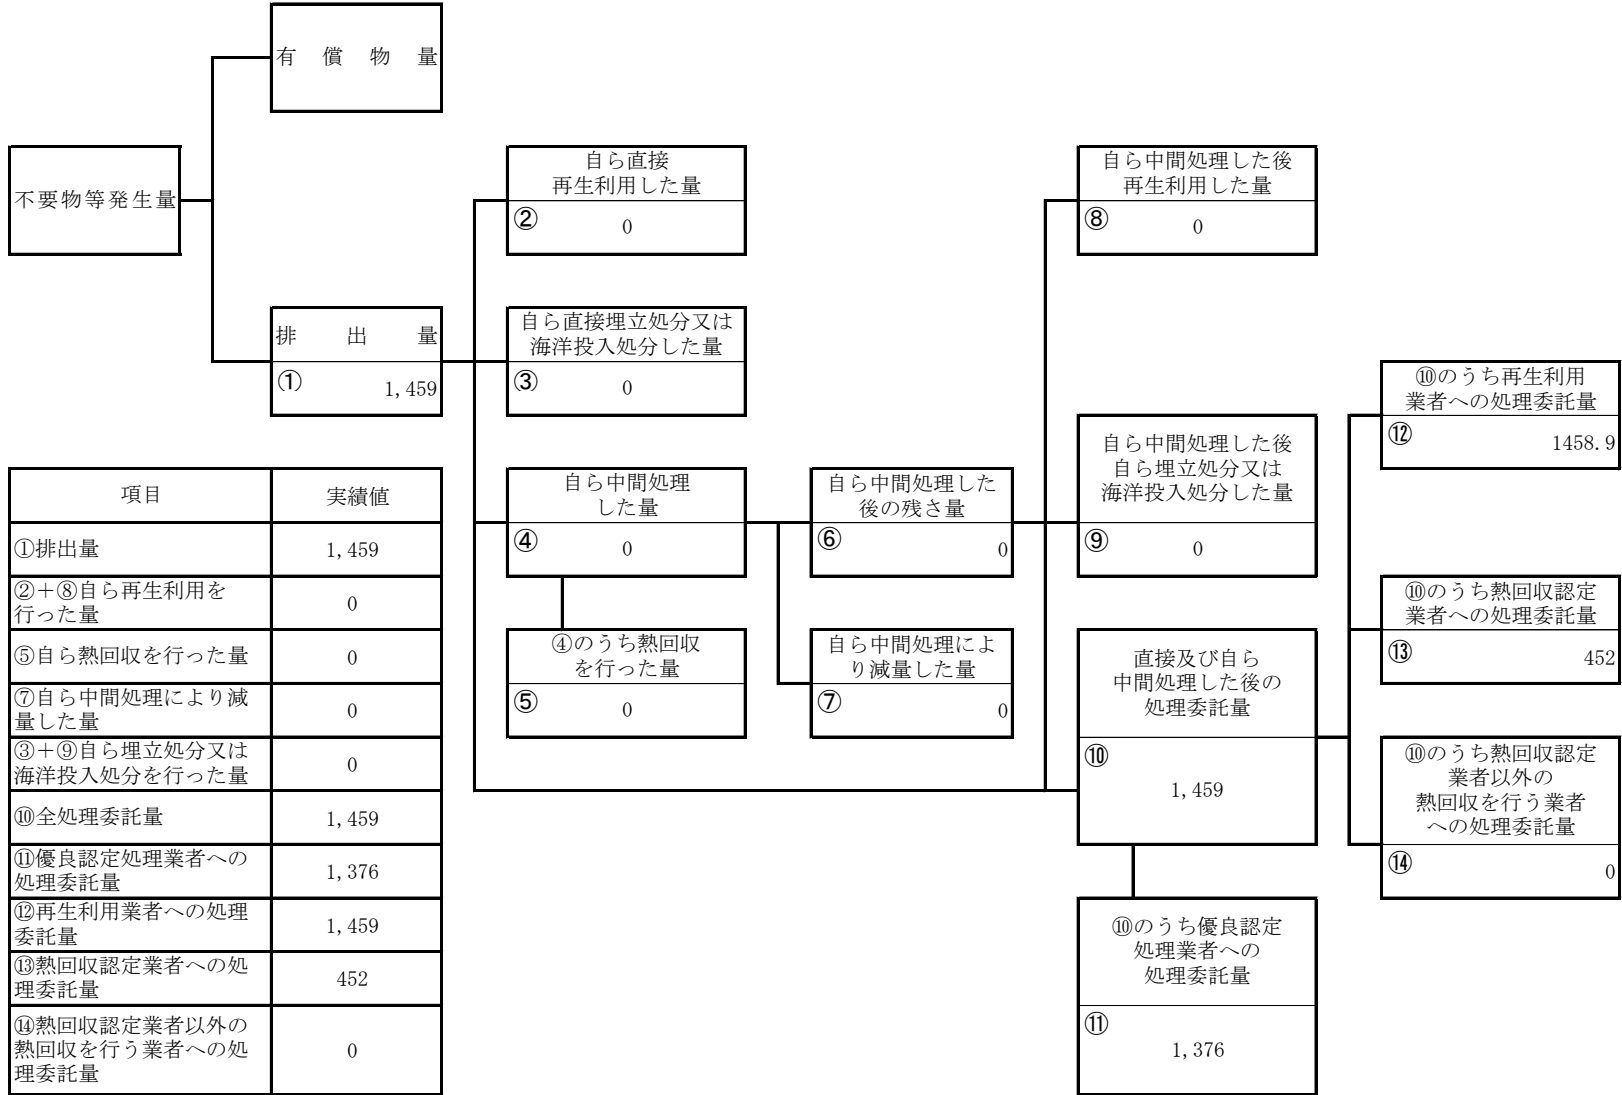 有償物量
不要物等発生量
排出量
① 1,459
自ら直接
再生利用した量
② 0
自ら直接埋立処分又は
海洋投入処分した量
③ 0
自ら中間処理
した量
④ 0
④のうち熱回収
を行った量
⑤ 0
自ら中間処理した
後の残さ量
⑥ 0
自ら中間処理によ
り減量した量
⑦ 0
自ら中間処理した後
再生利用した量
⑧ 0
自ら中間処理した後
自ら埋立処分又は
海洋投入処分した量
⑨ 0
直接及び自ら
中間処理した後の
処理委託量
⑩
1,459
⑩のうち優良認定
処理業者への
処理委託量
⑪
1,376
⑩のうち再生利用
業者への処理委託量
⑫ 1458.9
⑩のうち熱回収認定
業者への処理委託量
⑬ 452
⑩のうち熱回収認定
業者以外の
熱回収を行う業者
への処理委託量
⑭ 0
項目 実績値
①排出量 1,459
②＋⑧自ら再生利用を
行った量 0
⑤自ら熱回収を行った量 0
⑦自ら中間処理により減
量した量 0
③＋⑨自ら埋立処分又は
海洋投入処分を行った量 0
⑩全処理委託量 1,459
⑪優良認定処理業者への
処理委託量 1,376
⑫再生利用業者への処理
委託量 1,459
⑬熱回収認定業者への処
理委託量 452
⑭熱回収認定業者以外の
熱回収を行う業者への処
理委託量 0